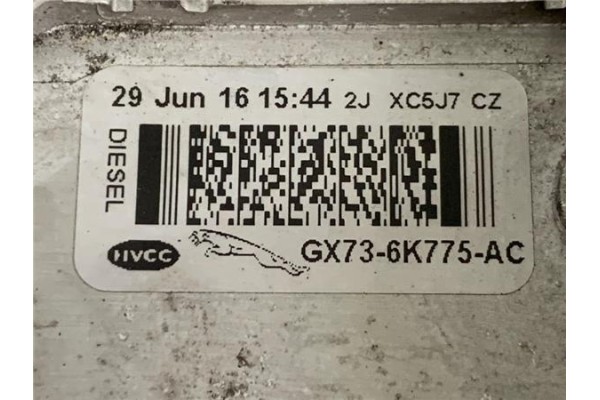 29 Jun 16 15:44 2J XC5J7 CZ
DIESEL
HVCC
GX73-6K775-AC